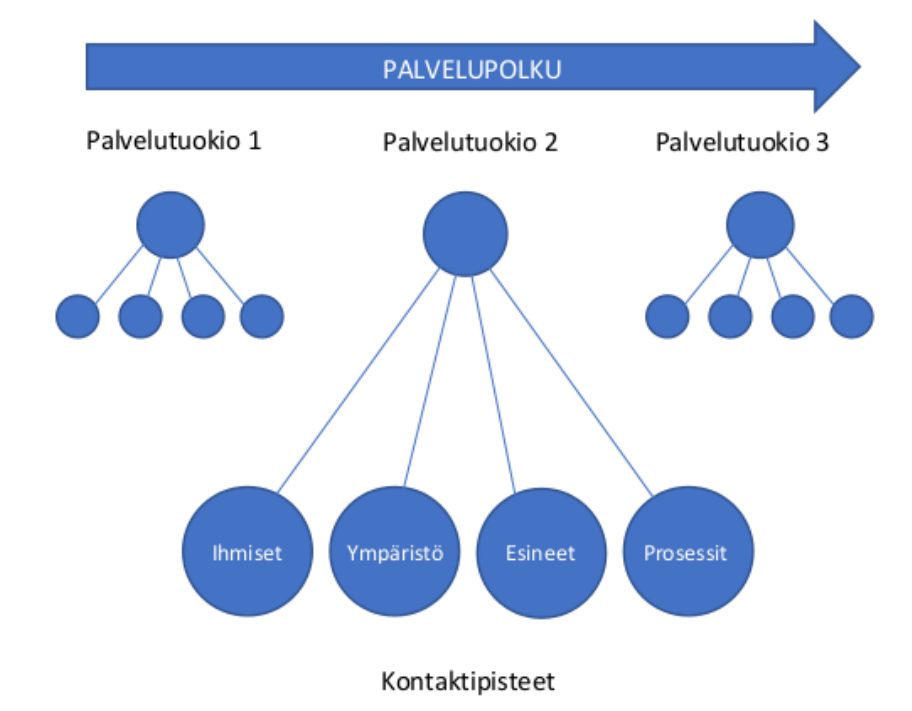 PALVELUPOLKU
Palvelutuokio 1
Palvelutuokio 2
Palvelutuokio 3
Ihmiset
Ympäristö
Esineet
Prosessit
Kontaktipisteet